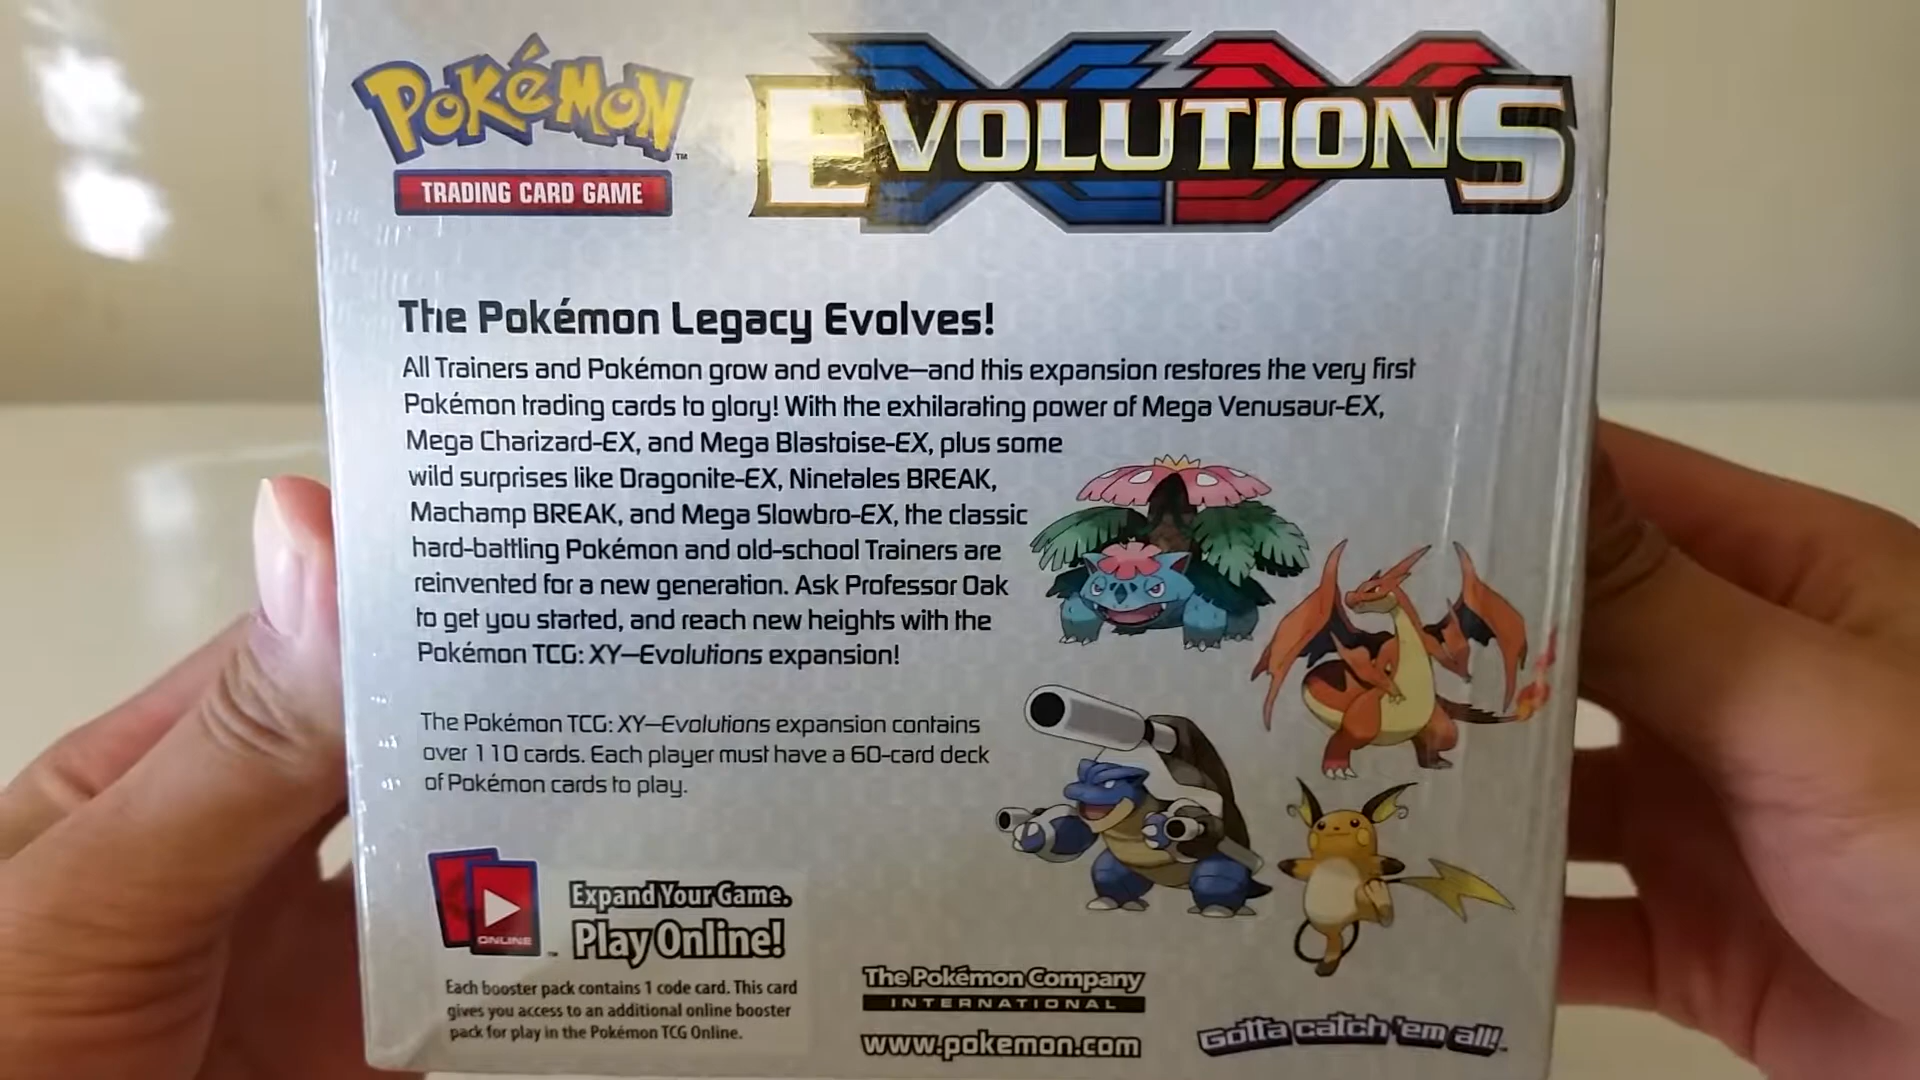 POKéMON™
TRADING CARD GAME
XY
EVOLUTIONS
The Pokémon Legacy Evolves!
All Trainers and Pokémon grow and evolve—and this expansion restores the very first
Pokémon trading cards to glory! With the exhilarating power of Mega Venusaur-EX,
Mega Charizard-EX, and Mega Blastoise-EX, plus some
wild surprises like Dragonite-EX, Ninetales BREAK,
Machamp BREAK, and Mega Slowbro-EX, the classic
hard-battling Pokémon and old-school Trainers are
reinvented for a new generation. Ask Professor Oak
to get you started, and reach new heights with the
Pokémon TCG: XY—Evolutions expansion!
The Pokémon TCG: XY—Evolutions expansion contains
over 110 cards. Each player must have a 60-card deck
of Pokémon cards to play.
ONLINE™
Expand Your Game.
Play Online!
Each booster pack contains 1 code card. This card
gives you access to an additional online booster
pack for play in the Pokémon TCG Online.
The Pokémon Company
INTERNATIONAL
www.pokemon.com
Gotta catch 'em all!™